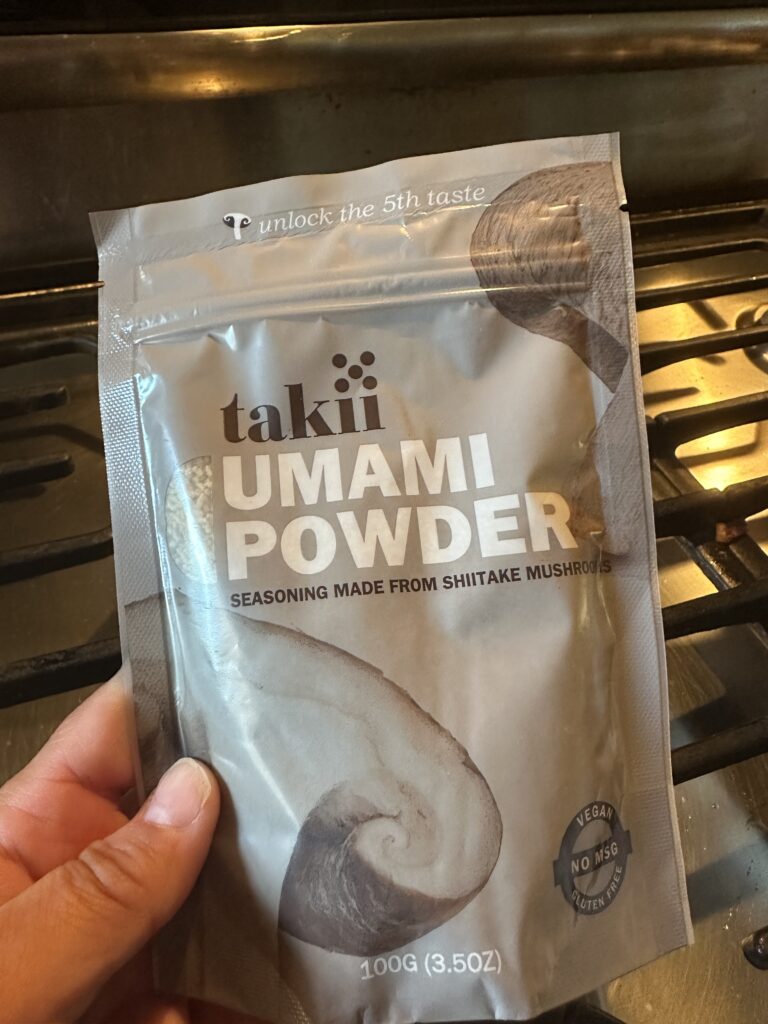 unlock the 5th taste
takii
UMAMI
POWDER
SEASONING MADE FROM SHIITAKE MUSHROOMS
VEGAN
NO MSG
GLUTEN FREE
100G (3.5OZ)